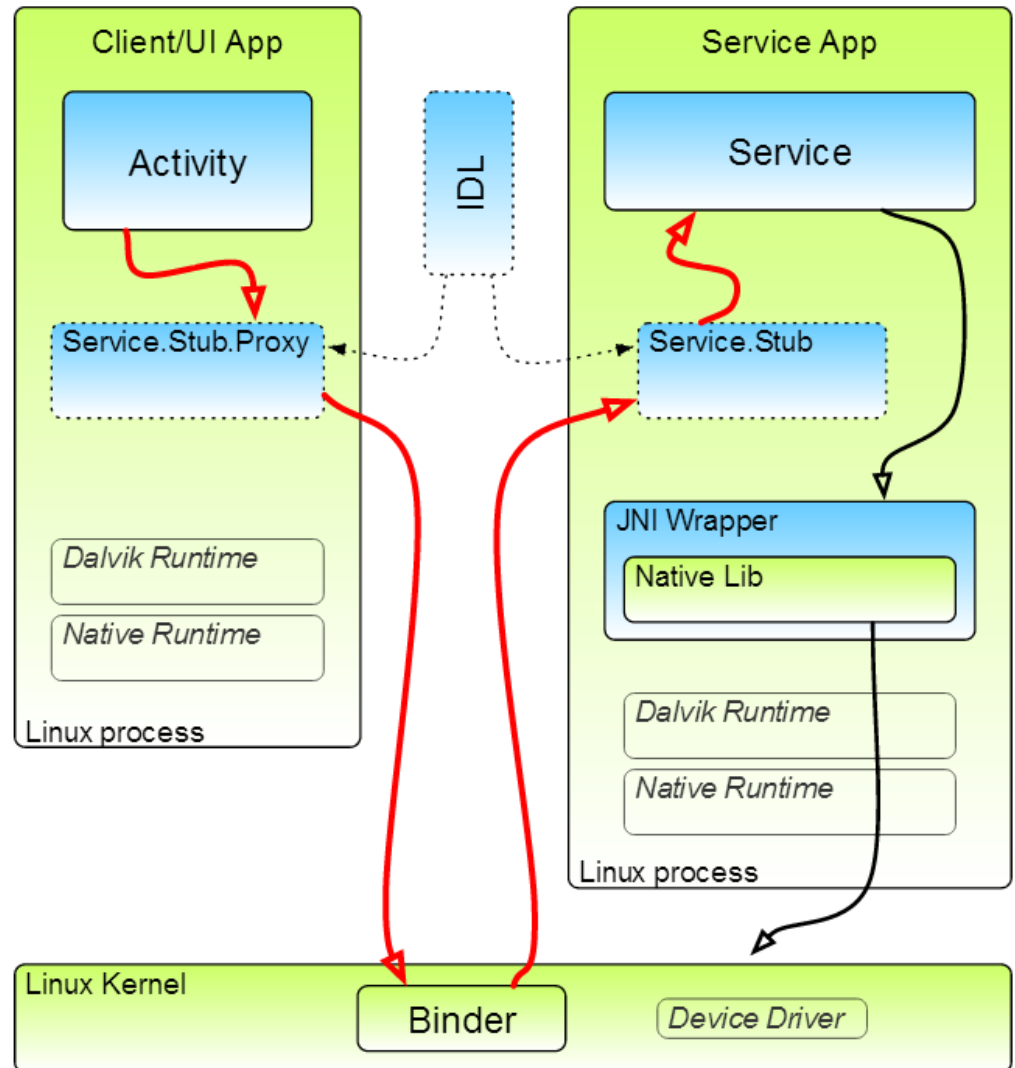 Client/UI App
Activity
Service.Stub.Proxy
Dalvik Runtime
Native Runtime
Linux process
IDL
Service App
Service
Service.Stub
JNI Wrapper
Native Lib
Dalvik Runtime
Native Runtime
Linux process
Linux Kernel
Binder
Device Driver